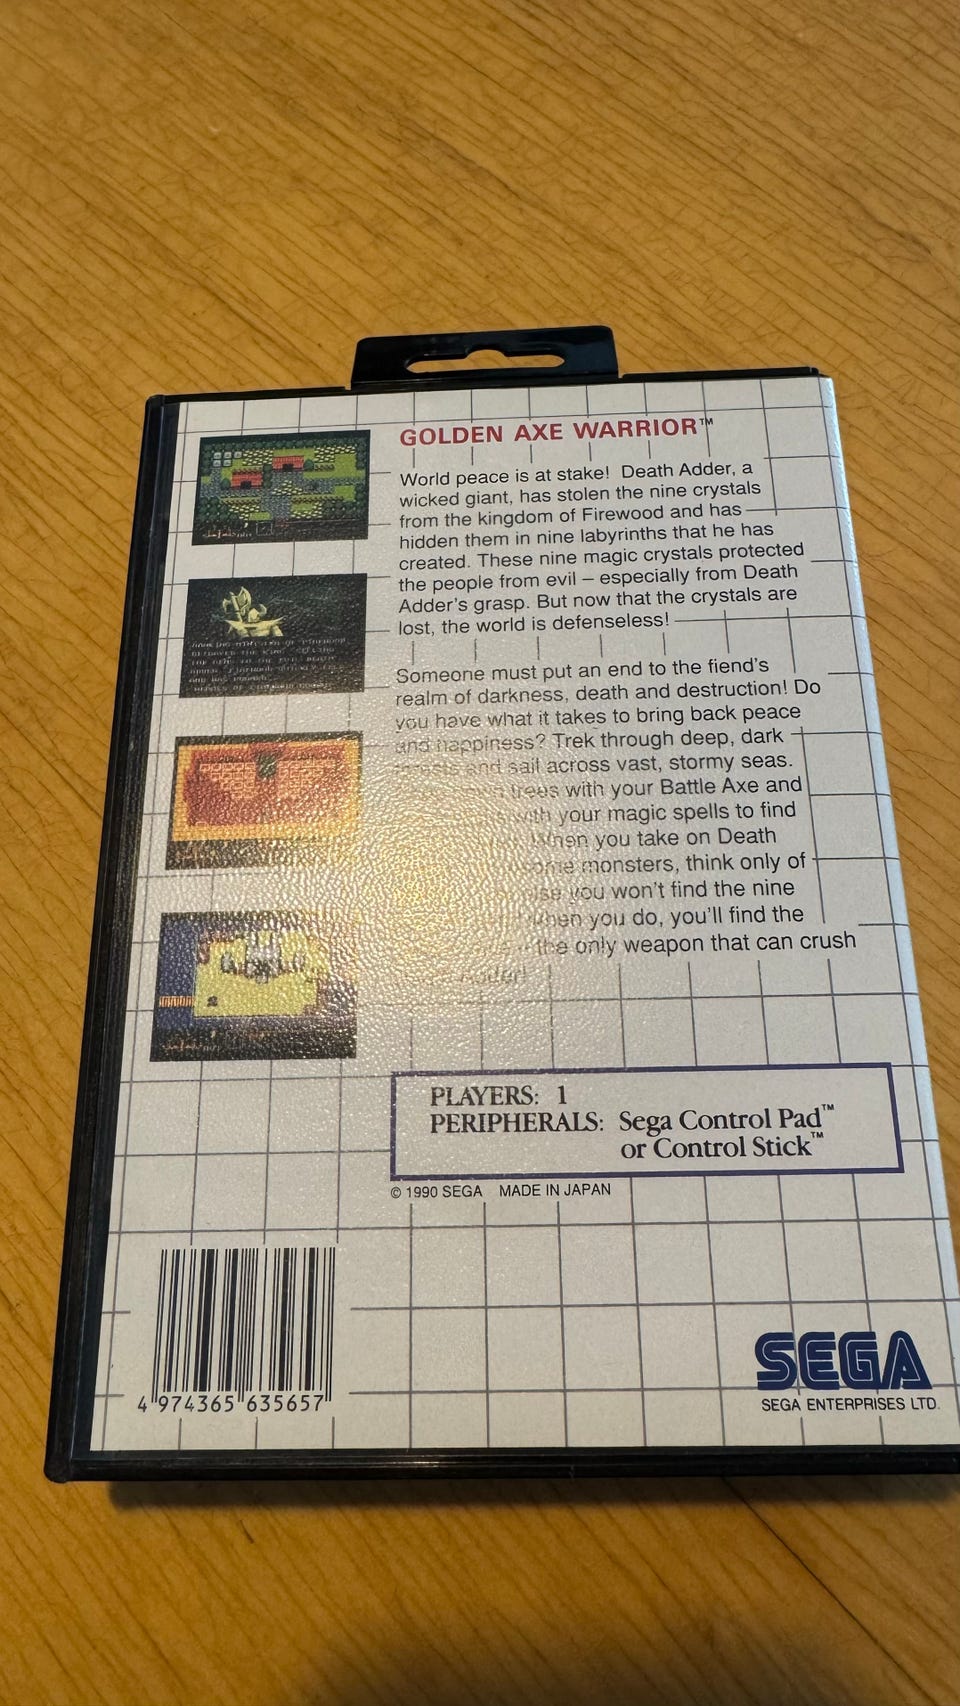 GOLDEN AXE WARRIOR™
World peace is at stake! Death Adder, a
wicked giant, has stolen the nine crystals
from the kingdom of Firewood and has
hidden them in nine labyrinths that he has
created. These nine magic crystals protected
the people from evil – especially from Death
Adder's grasp. But now that the crystals are
lost, the world is defenseless!
Someone must put an end to the fiend's
realm of darkness, death and destruction! Do
you have what it takes to bring back peace
and happiness? Trek through deep, dark
and sail across vast, stormy seas.
trees with your Battle Axe and
with your magic spells to find
When you take on Death
monsters, think only of
you won't find the nine
when you do, you'll find the
the only weapon that can crush
Adder!
PLAYERS: 1
PERIPHERALS: Sega Control Pad™
or Control Stick™
© 1990 SEGA MADE IN JAPAN
4 974365 635657
SEGA
SEGA ENTERPRISES LTD.